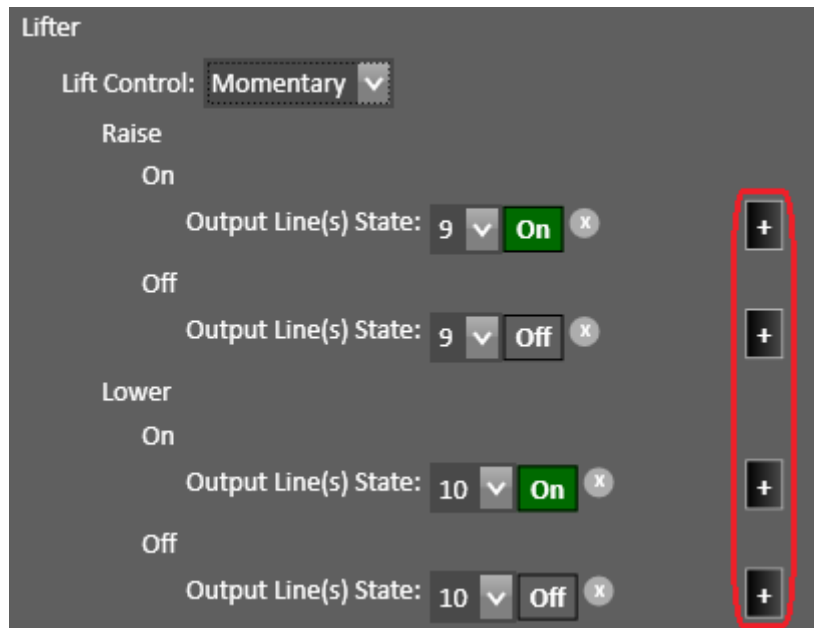 Lifter
Lift Control: Momentary
Raise
On
Output Line(s) State: 9 On x +
Off
Output Line(s) State: 9 Off x +
Lower
On
Output Line(s) State: 10 On x +
Off
Output Line(s) State: 10 Off x +